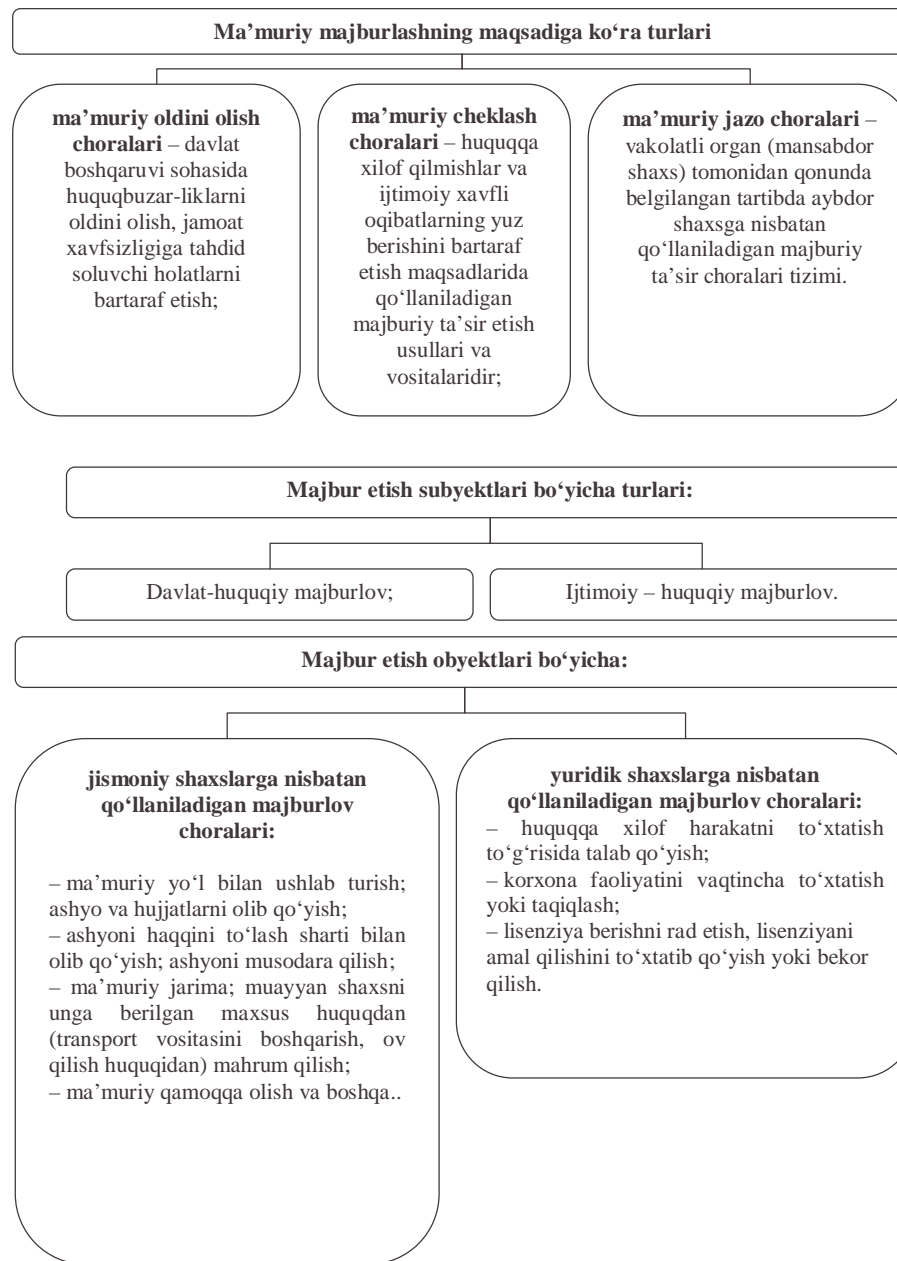 Ma’muriy majburlashning maqsadiga ko‘ra turlari
ma’muriy oldini olish
choralari – davlat
boshqaruvi sohasida
huquqbuzar-liklarni
oldini olish, jamoat
xavfsizligiga tahdid
soluvchi holatlarni
bartaraf etish;
ma’muriy cheklash
choralari – huquqqa
xilof qilmishlar va
ijtimoiy xavfli
oqibatlarning yuz
berishini bartaraf
etish maqsadlarida
qo‘llaniladigan
majburiy ta’sir etish
usullari va
vositalaridir;
ma’muriy jazo choralari –
vakolatli organ (mansabdor
shaxs) tomonidan qonunda
belgilangan tartibda aybdor
shaxsga nisbatan
qo‘llaniladigan majburiy
ta’sir choralari tizimi.
Majbur etish subyektlari bo‘yicha turlari:
Davlat-huquqiy majburlov;
Ijtimoiy – huquqiy majburlov.
Majbur etish obyektlari bo‘yicha:
jismoniy shaxslarga nisbatan
qo‘llaniladigan majburlov
choralari:
– ma’muriy yo‘l bilan ushlab turish;
ashyo va hujjatlarni olib qo‘yish;
– ashyoni haqqini to‘lash sharti bilan
olib qo‘yish; ashyoni musodara qilish;
– ma’muriy jarima; muayyan shaxsni
unga berilgan maxsus huquqdan
(transport vositasini boshqarish, ov
qilish huquqidan) mahrum qilish;
– ma’muriy qamoqqa olish va boshqa..
yuridik shaxslarga nisbatan
qo‘llaniladigan majburlov choralari:
– huquqqa xilof harakatni to‘xtatish
to‘g‘risida talab qo‘yish;
– korxona faoliyatini vaqtincha to‘xtatish
yoki taqiqlash;
– lisenziya berishni rad etish, lisenziyani
amal qilishini to‘xtatib qo‘yish yoki bekor
qilish.